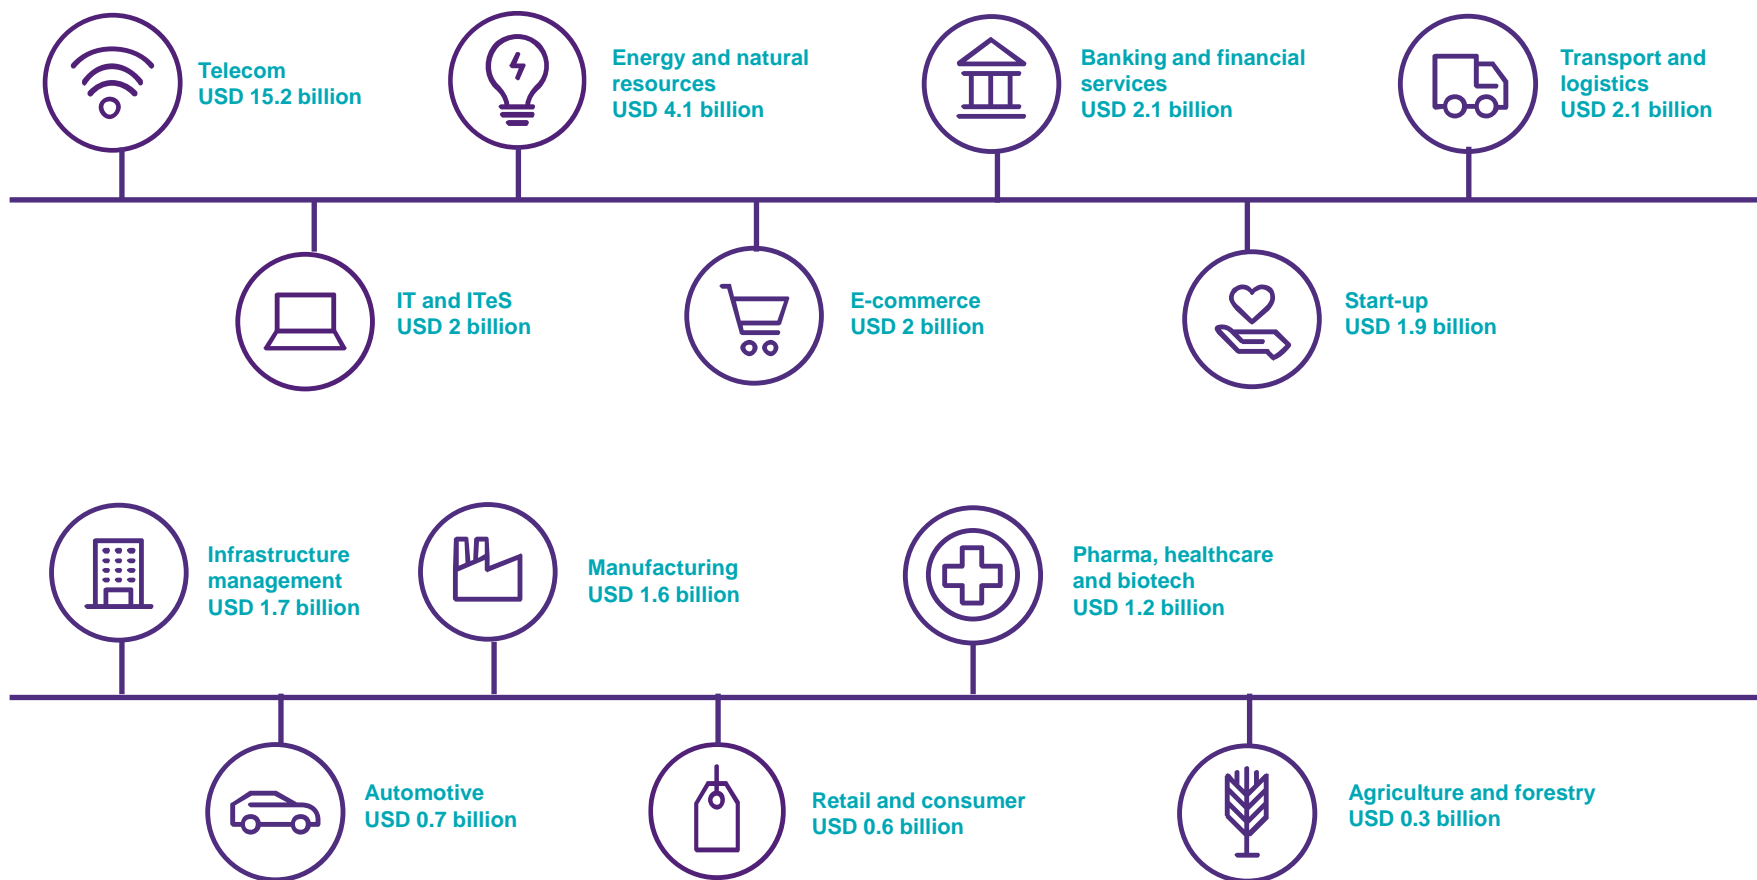 Telecom
USD 15.2 billion
Energy and natural
resources
USD 4.1 billion
Banking and financial
services
USD 2.1 billion
Transport and
logistics
USD 2.1 billion
IT and ITeS
USD 2 billion
E-commerce
USD 2 billion
Start-up
USD 1.9 billion
Infrastructure
management
USD 1.7 billion
Manufacturing
USD 1.6 billion
Pharma, healthcare
and biotech
USD 1.2 billion
Automotive
USD 0.7 billion
Retail and consumer
USD 0.6 billion
Agriculture and forestry
USD 0.3 billion